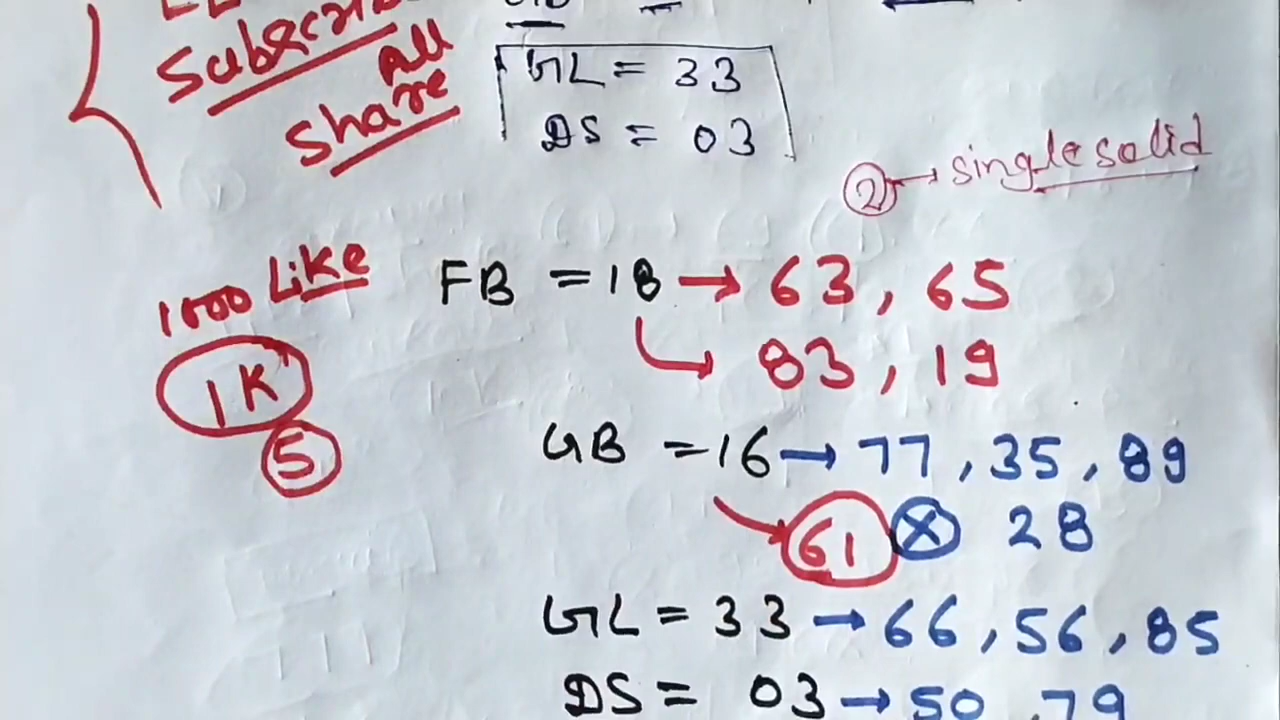 Subscri
All
Share
GL = 33
DS = 03
② → single solid
1000 Like
1K
5
FB = 18 → 63, 65
83, 19
GB = 16 → 77, 35, 89
61 X 28
GL = 33 → 66, 56, 85
DS = 03 → 50, 79